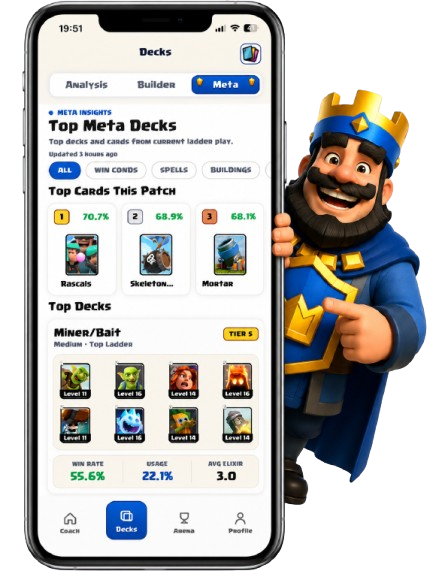 19:51
Decks
Analysis Builder Meta
META INSIGHTS
Top Meta Decks
Top decks and cards from current ladder play.
Updated 3 hours ago
ALL WIN CONDS SPELLS BUILDINGS
Top Cards This Patch
1 70.7% 2 68.9% 3 68.1%
Rascals Skeleton... Mortar
Top Decks
Miner/Bait TIER S
Medium • Top Ladder
Level 11 Level 11 Level 14 Level 16
Level 11 Level 16 Level 14 Level 16
WIN RATE USAGE AVG ELIXIR
55.6% 22.1% 3.0
Coach Decks Arena Profile